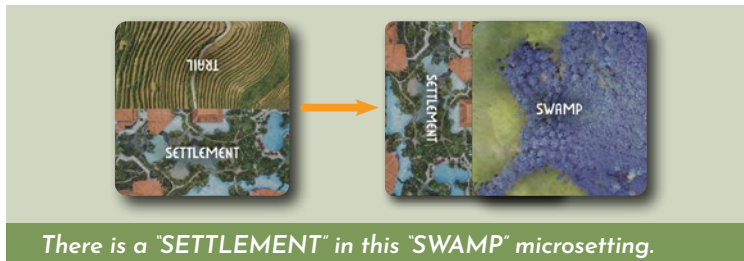 TRAIL
SETTLEMENT
SETTLEMENT
SWAMP
There is a "SETTLEMENT" in this "SWAMP" microsetting.